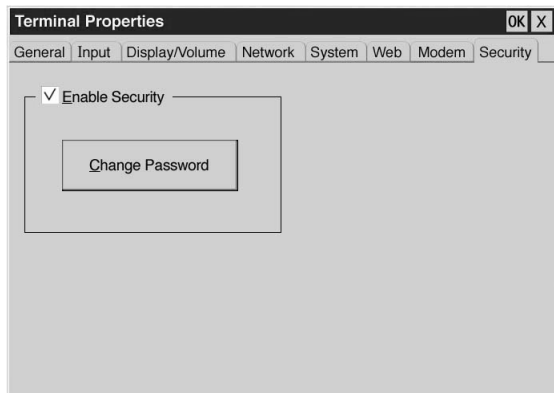 Terminal Properties OK X
General Input Display/Volume Network System Web Modem Security
Enable Security
Change Password